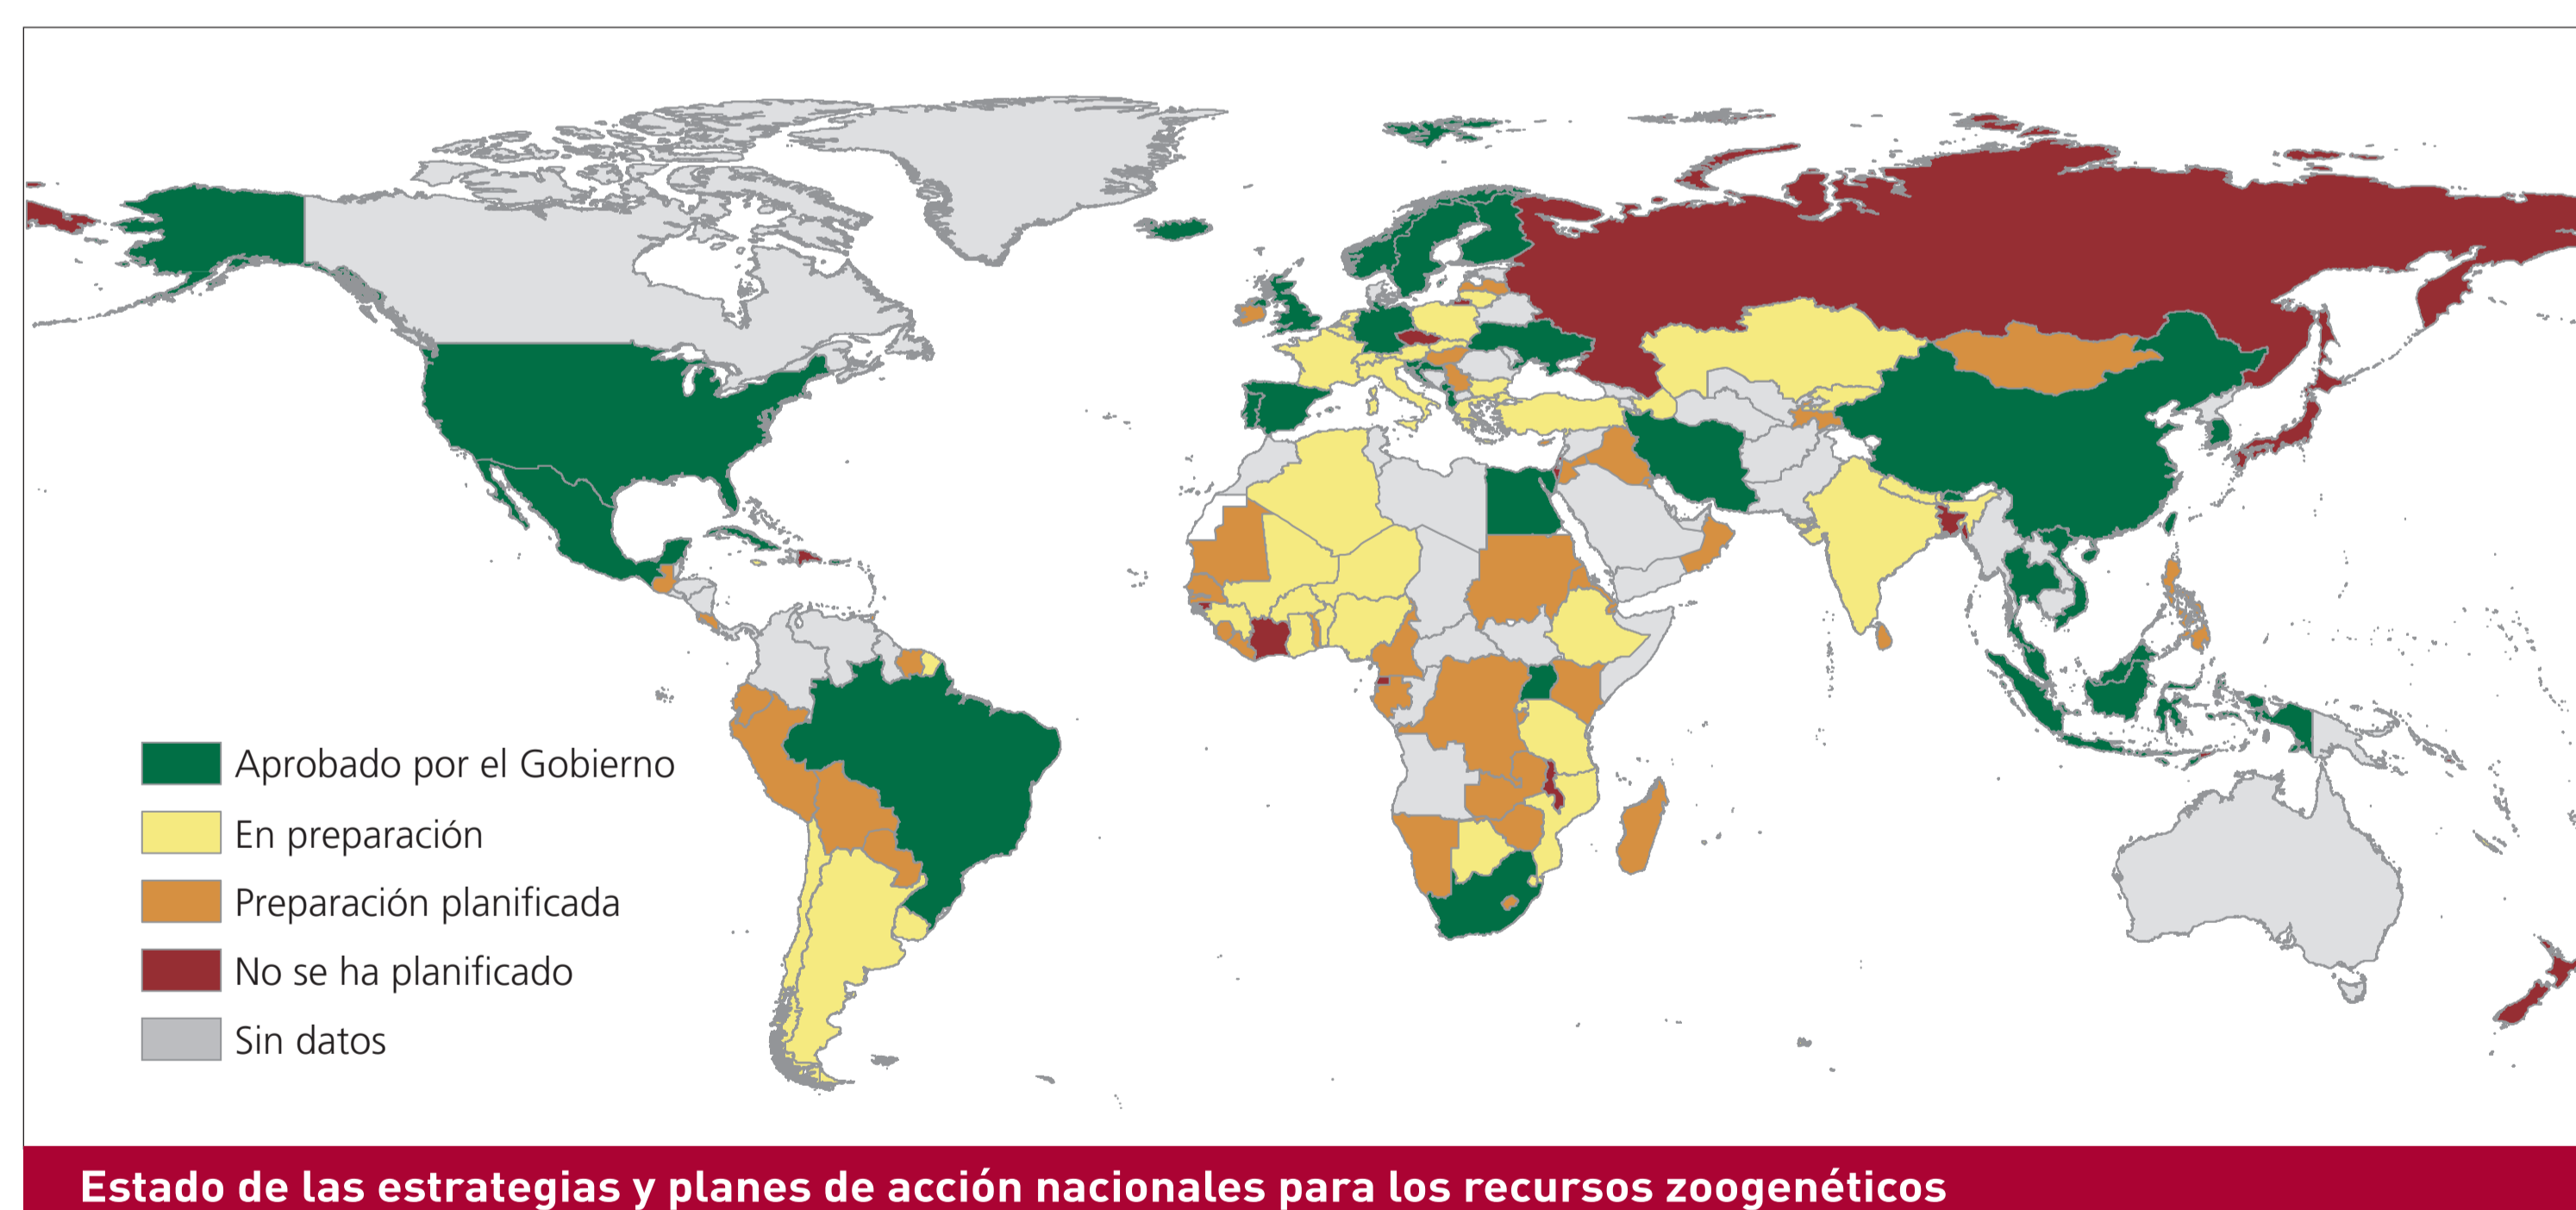 Aprobado por el Gobierno
En preparación
Preparación planificada
No se ha planificado
Sin datos
Estado de las estrategias y planes de acción nacionales para los recursos zoogenéticos